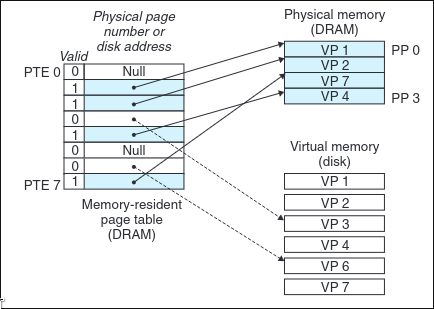 Physical page
number or
disk address
Valid
PTE 0 0 Null
1
1
0
1
0 Null
0
PTE 7 1
Memory-resident
page table
(DRAM)
Physical memory
(DRAM)
VP 1 PP 0
VP 2
VP 7
VP 4 PP 3
Virtual memory
(disk)
VP 1
VP 2
VP 3
VP 4
VP 6
VP 7